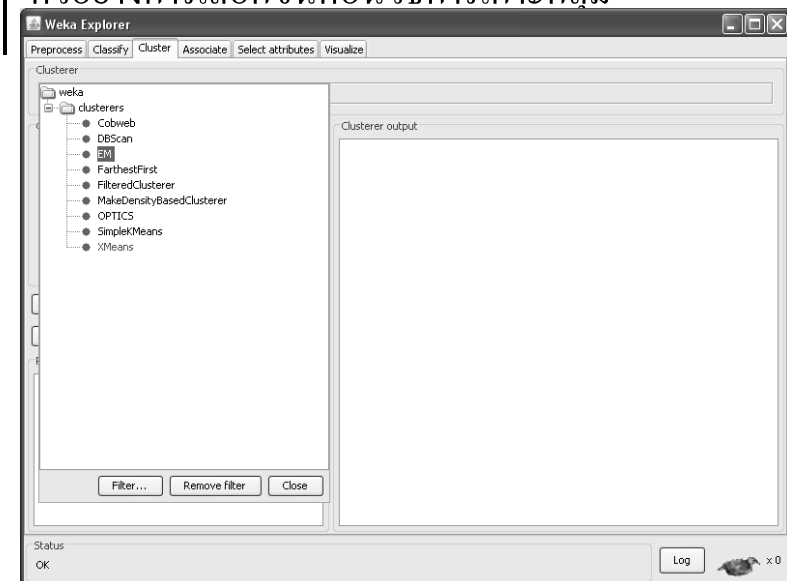 Weka Explorer
Preprocess Classify Cluster Associate Select attributes Visualize
Clusterer
weka
clusterers
Cobweb
DBScan
EM
FarthestFirst
FilteredClusterer
MakeDensityBasedClusterer
OPTICS
SimpleKMeans
XMeans
Filter... Remove filter Close
Clusterer output
Status
OK
Log x 0